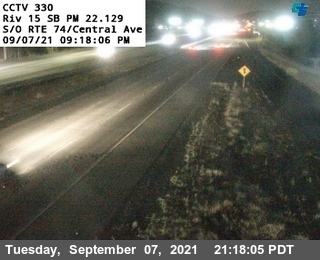 CCTV 330
Riv 15 SB PM 22.129
S/O RTE 74/Central Ave
09/07/21 09:18:06 PM
Tuesday, September 07, 2021 21:18:05 PDT